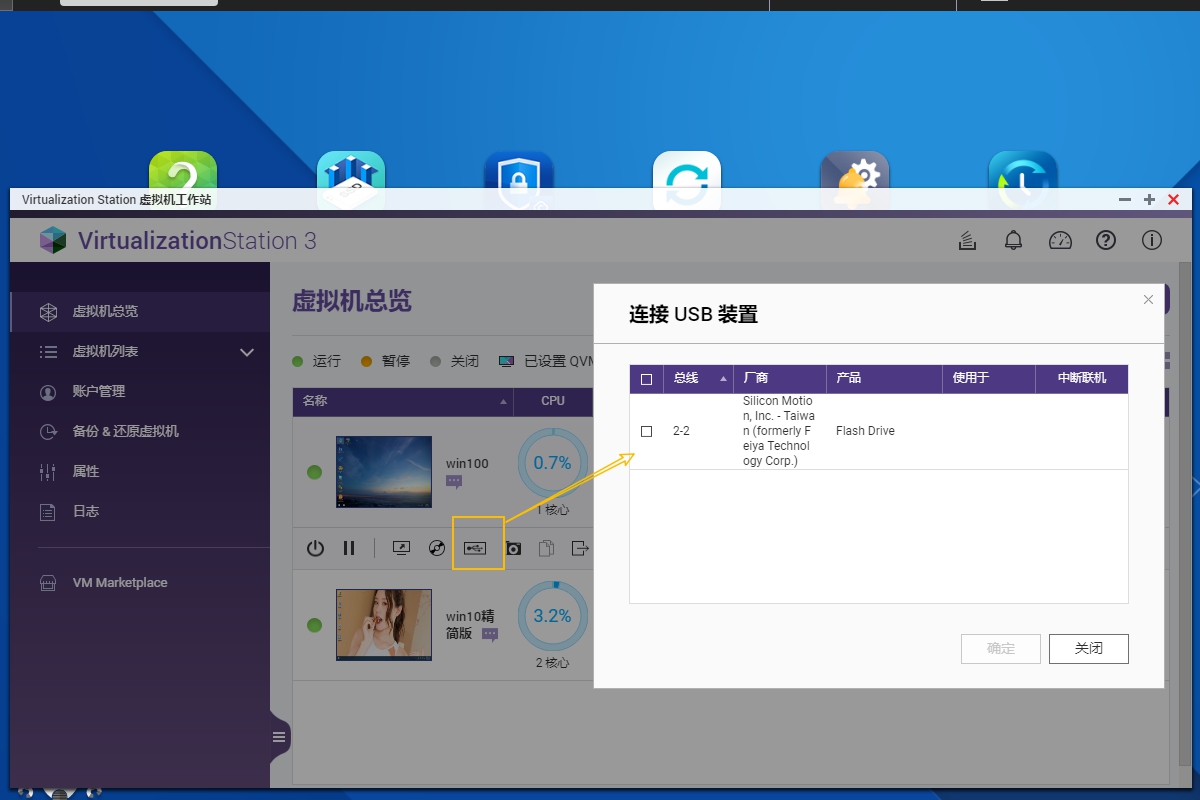 Virtualization Station 虚拟机工作站
VirtualizationStation 3
虚拟机总览
虚拟机列表
账户管理
备份 & 还原虚拟机
属性
日志
VM Marketplace
虚拟机总览
运行 暂停 关闭 已设置 QVM
名称 CPU
win100
0.7%
1 核心
win10精
简版
3.2%
2 核心
连接 USB 装置
总线 厂商 产品 使用于 中断联机
2-2
Silicon Motio
n, Inc. - Taiwa
n (formerly F
eiya Technol
ogy Corp.)
Flash Drive
确定 关闭